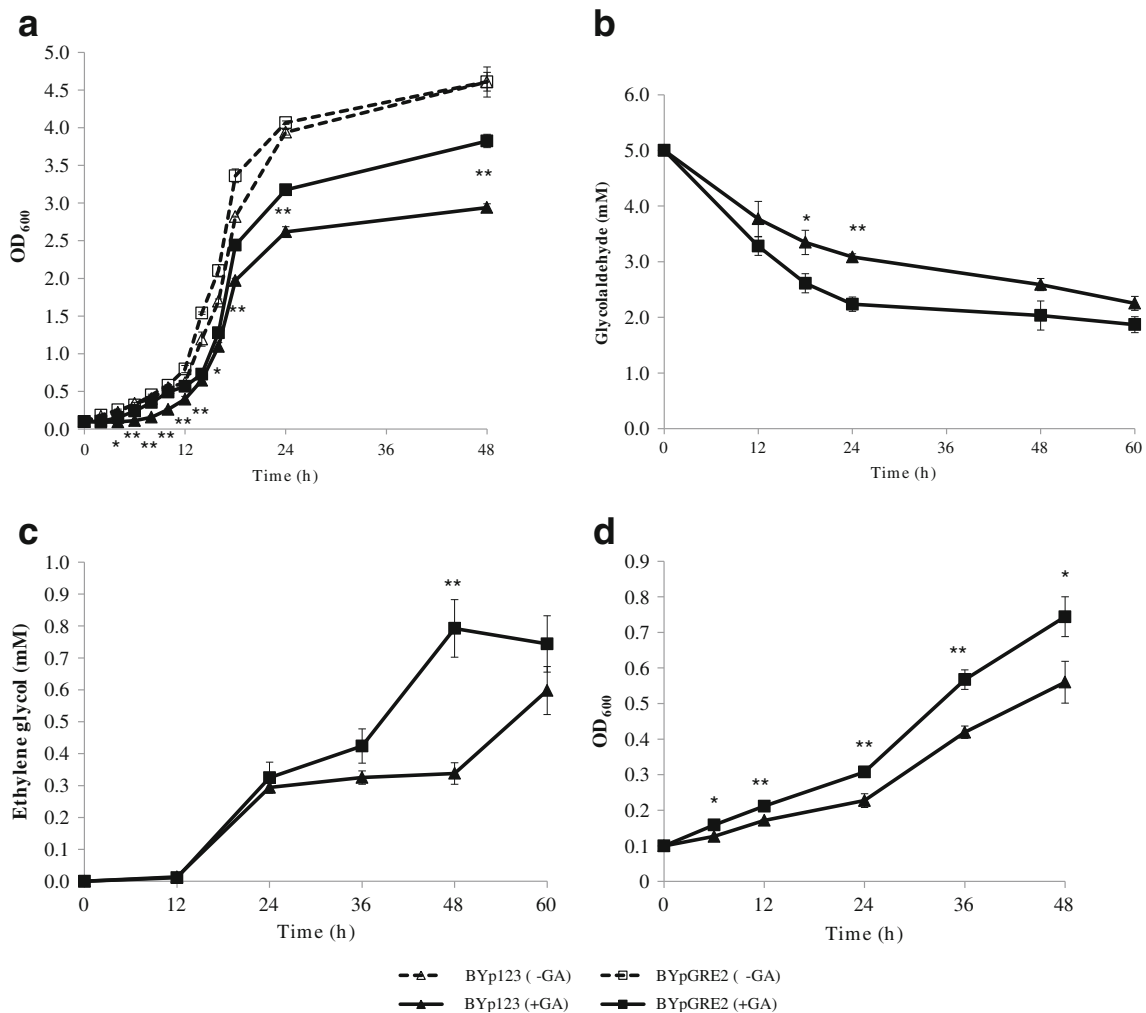 a
5.0
4.5
4.0
3.5
3.0
2.5
2.0
1.5
1.0
0.5
0.0
OD600
0 12 24 36 48
Time (h)
* ** ** ** ** ** * ** ** **
b
6.0
5.0
4.0
3.0
2.0
1.0
0.0
Glycolaldehyde (mM)
0 12 24 36 48 60
Time (h)
* **
c
1.0
0.9
0.8
0.7
0.6
0.5
0.4
0.3
0.2
0.1
0.0
Ethylene glycol (mM)
0 12 24 36 48 60
Time (h)
**
d
0.9
0.8
0.7
0.6
0.5
0.4
0.3
0.2
0.1
0
OD600
0 12 24 36 48
Time (h)
* ** ** ** *
BYp123 ( -GA) BYpGRE2 ( -GA)
BYp123 (+GA) BYpGRE2 (+GA)